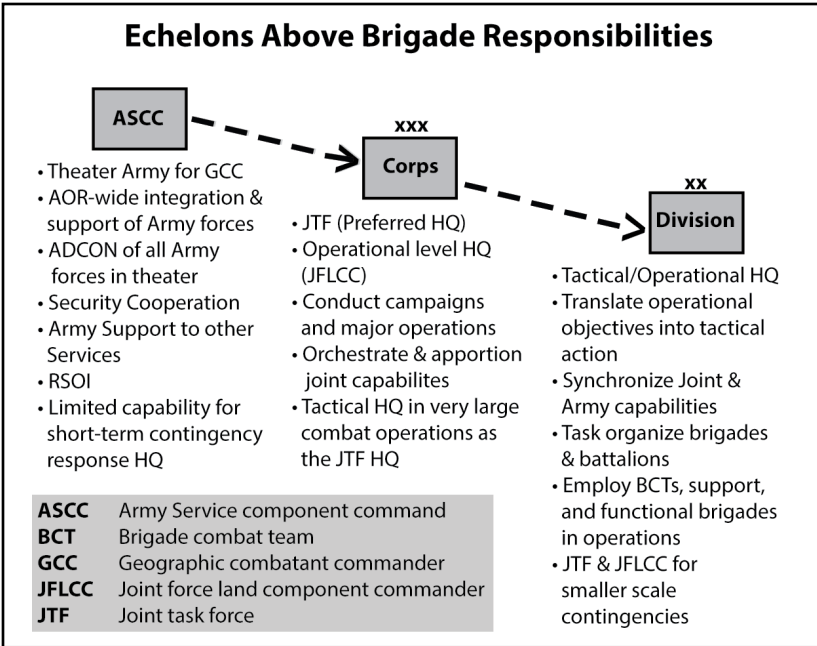 Echelons Above Brigade Responsibilities
ASCC
• Theater Army for GCC
• AOR-wide integration &
support of Army forces
• ADCON of all Army
forces in theater
• Security Cooperation
• Army Support to other
Services
• RSOI
• Limited capability for
short-term contingency
response HQ
xxx
Corps
• JTF (Preferred HQ)
• Operational level HQ
(JFLCC)
• Conduct campaigns
and major operations
• Orchestrate & apportion
joint capabilites
• Tactical HQ in very large
combat operations as
the JTF HQ
xx
Division
• Tactical/Operational HQ
• Translate operational
objectives into tactical
action
• Synchronize Joint &
Army capabilities
• Task organize brigades
& battalions
• Employ BCTs, support,
and functional brigades
in operations
• JTF & JFLCC for
smaller scale
contingencies
ASCC Army Service component command
BCT Brigade combat team
GCC Geographic combatant commander
JFLCC Joint force land component commander
JTF Joint task force